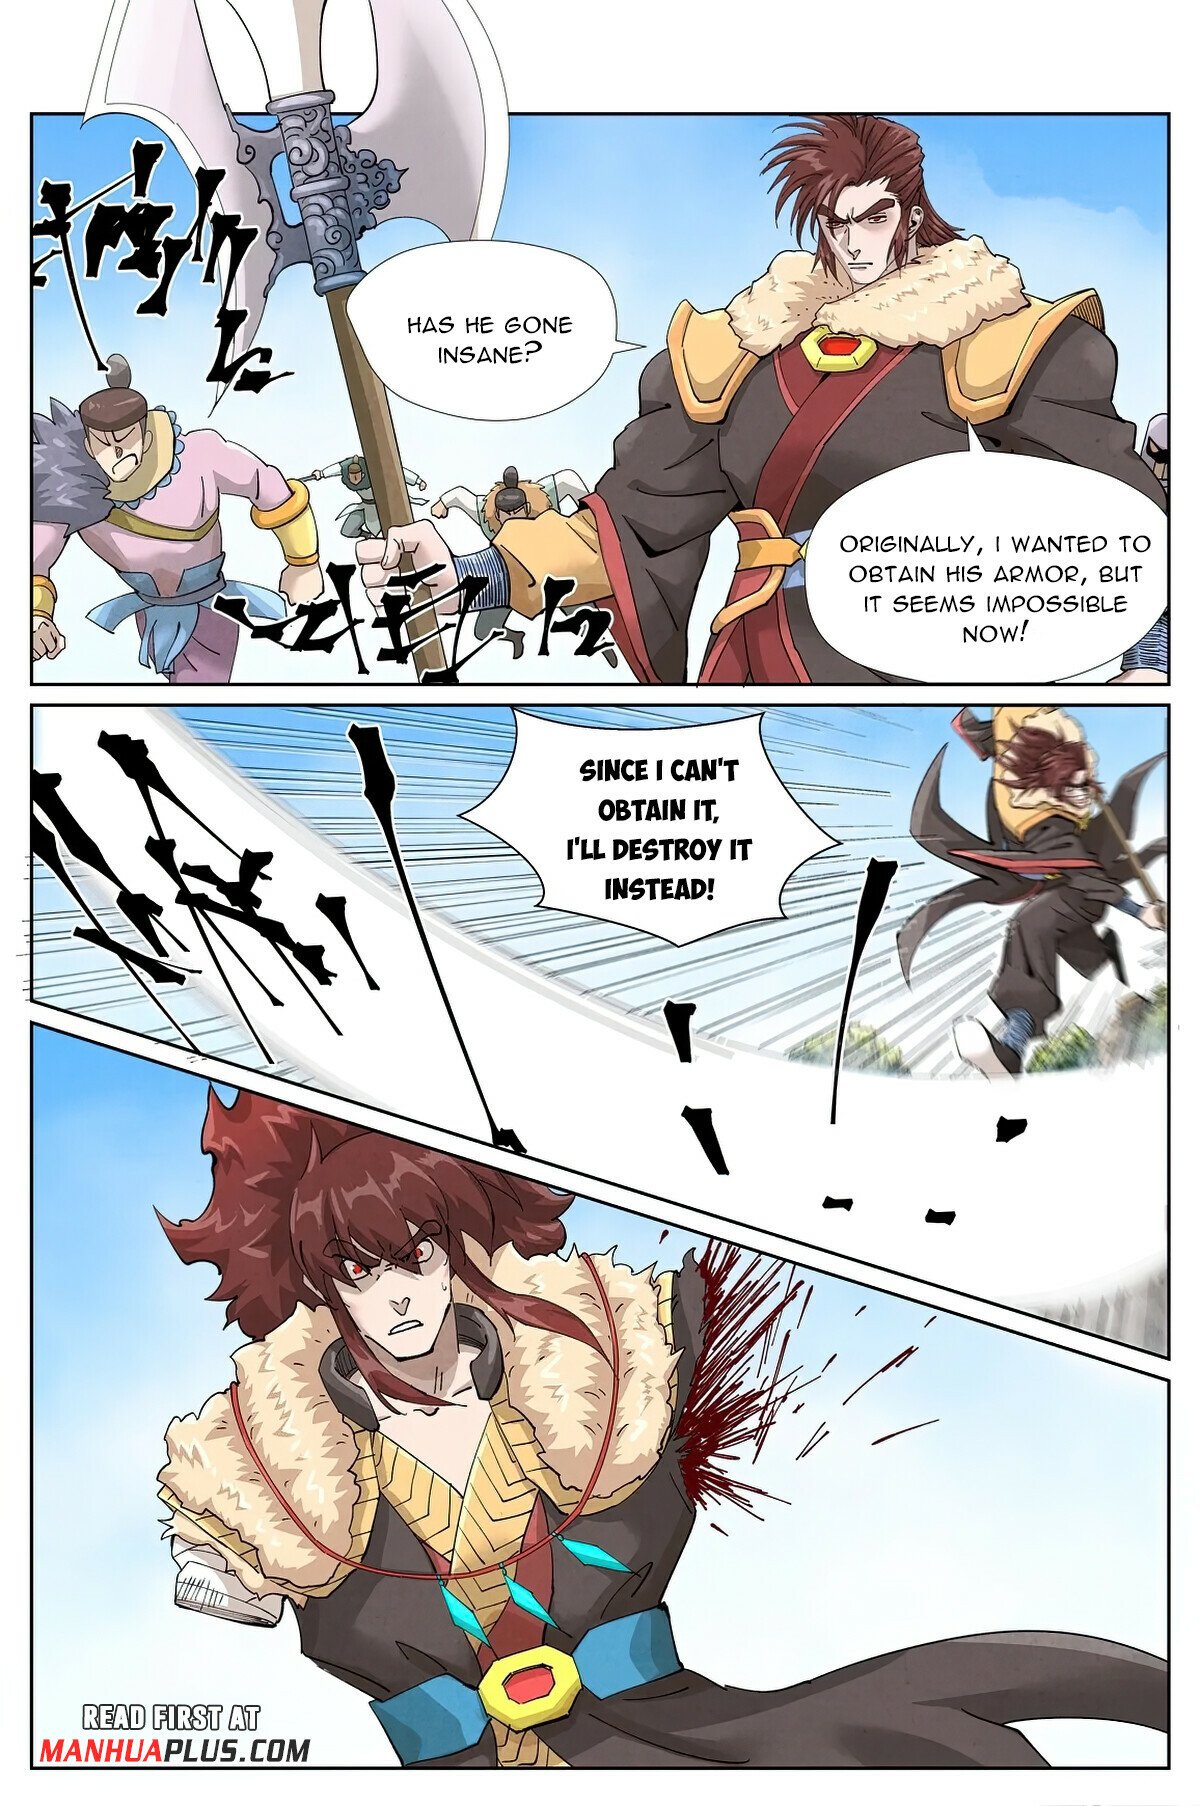 HAS HE GONE
INSANE?
ORIGINALLY, I WANTED TO
OBTAIN HIS ARMOR, BUT
IT SEEMS IMPOSSIBLE
NOW!
SINCE I CAN'T
OBTAIN IT,
I'LL DESTROY IT
INSTEAD!
READ FIRST AT
MANHUAPLUS.COM